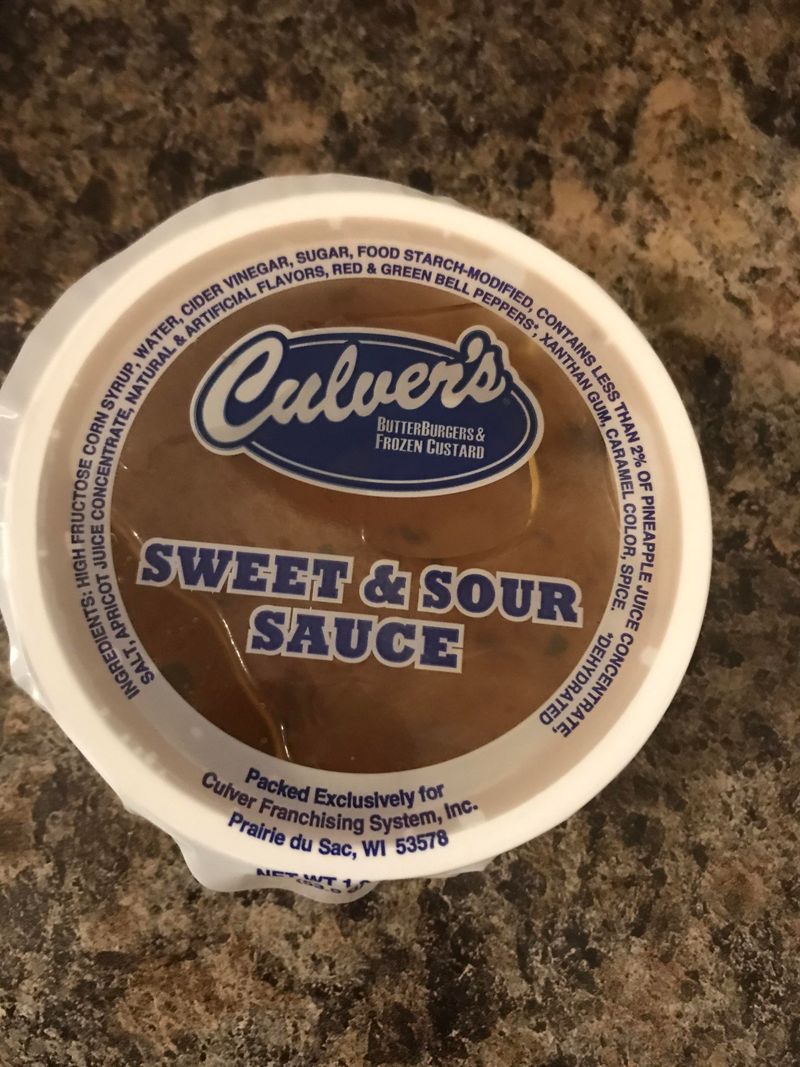 INGREDIENTS: HIGH FRUCTOSE CORN SYRUP, WATER, CIDER VINEGAR, SUGAR, FOOD STARCH-MODIFIED, CONTAINS LESS THAN 2% OF PINEAPPLE JUICE CONCENTRATE,
SALT, APRICOT JUICE CONCENTRATE, NATURAL & ARTIFICIAL FLAVORS, RED & GREEN BELL PEPPERS*, XANTHAN GUM, CARAMEL COLOR, SPICE. *DEHYDRATED
Culver's
BUTTERBURGERS &
FROZEN CUSTARD
SWEET & SOUR
SAUCE
Packed Exclusively for
Culver Franchising System, Inc.
Prairie du Sac, WI 53578
NET WT